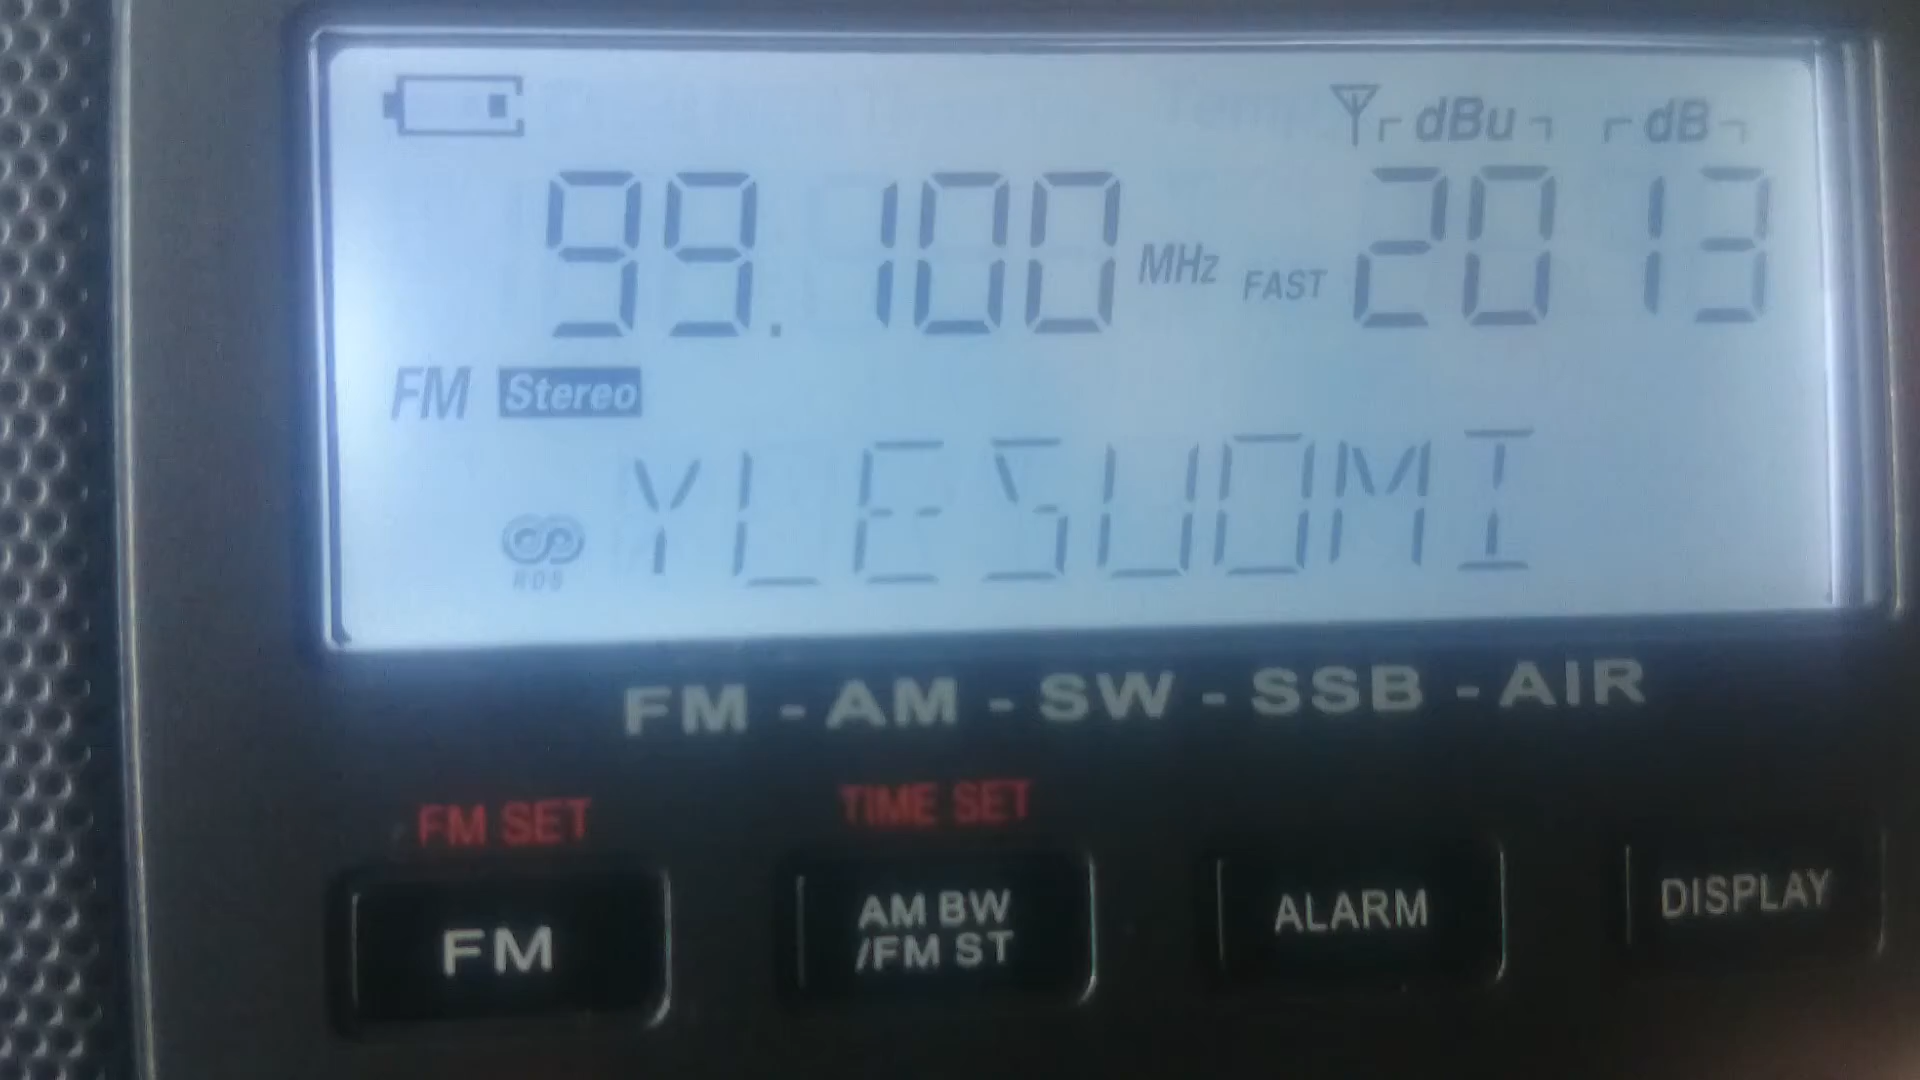 dBu dB
99.100 MHz FAST 20 13
FM Stereo
RDS YLESUOMI
FM - AM - SW - SSB - AIR
FM SET TIME SET
FM AM BW /FM ST ALARM DISPLAY